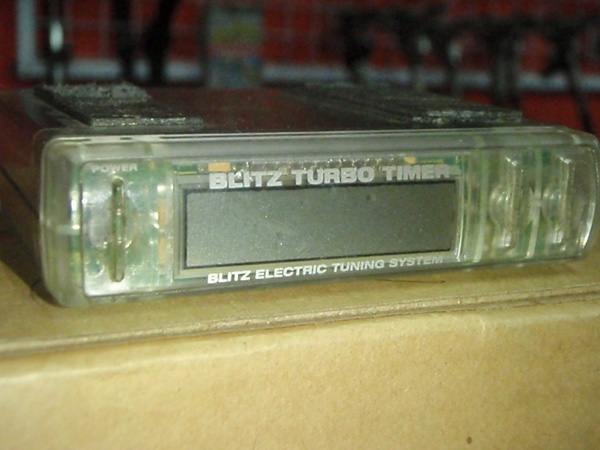 POWER
BLITZ TURBO TIMER
BLITZ ELECTRIC TUNING SYSTEM